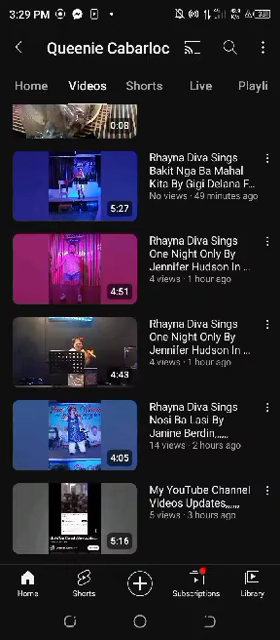 3:29 PM
Queenie Cabarloc
Home Videos Shorts Live Playli
0:08
Rhayna Diva Sings
Bakit Nga Ba Mahal
Kita By Gigi Delana F...
No views · 49 minutes ago
5:27
Rhayna Diva Sings
One Night Only By
Jennifer Hudson In ...
4 views · 1 hour ago
4:51
Rhayna Diva Sings
One Night Only By
Jennifer Hudson In ...
4 views · 1 hour ago
4:43
Rhayna Diva Sings
Nosi Ba Lasi By
Janine Berdin,,,,,,
14 views · 2 hours ago
4:05
My YouTube Channel
Videos Updates,,,,,,
5 views · 3 hours ago
5:16
Home Shorts Subscriptions Library